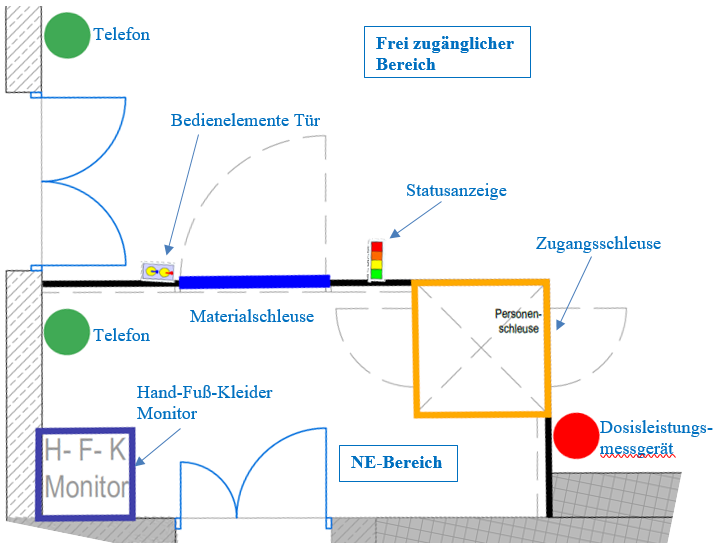 Telefon
Frei zugänglicher
Bereich
Bedienelemente Tür
Statusanzeige
Zugangsschleuse
Materialschleuse
Personen-
schleuse
Telefon
Hand-Fuß-Kleider
Monitor
Dosisleistungs-
messgerät
H- F- K
Monitor
NE-Bereich